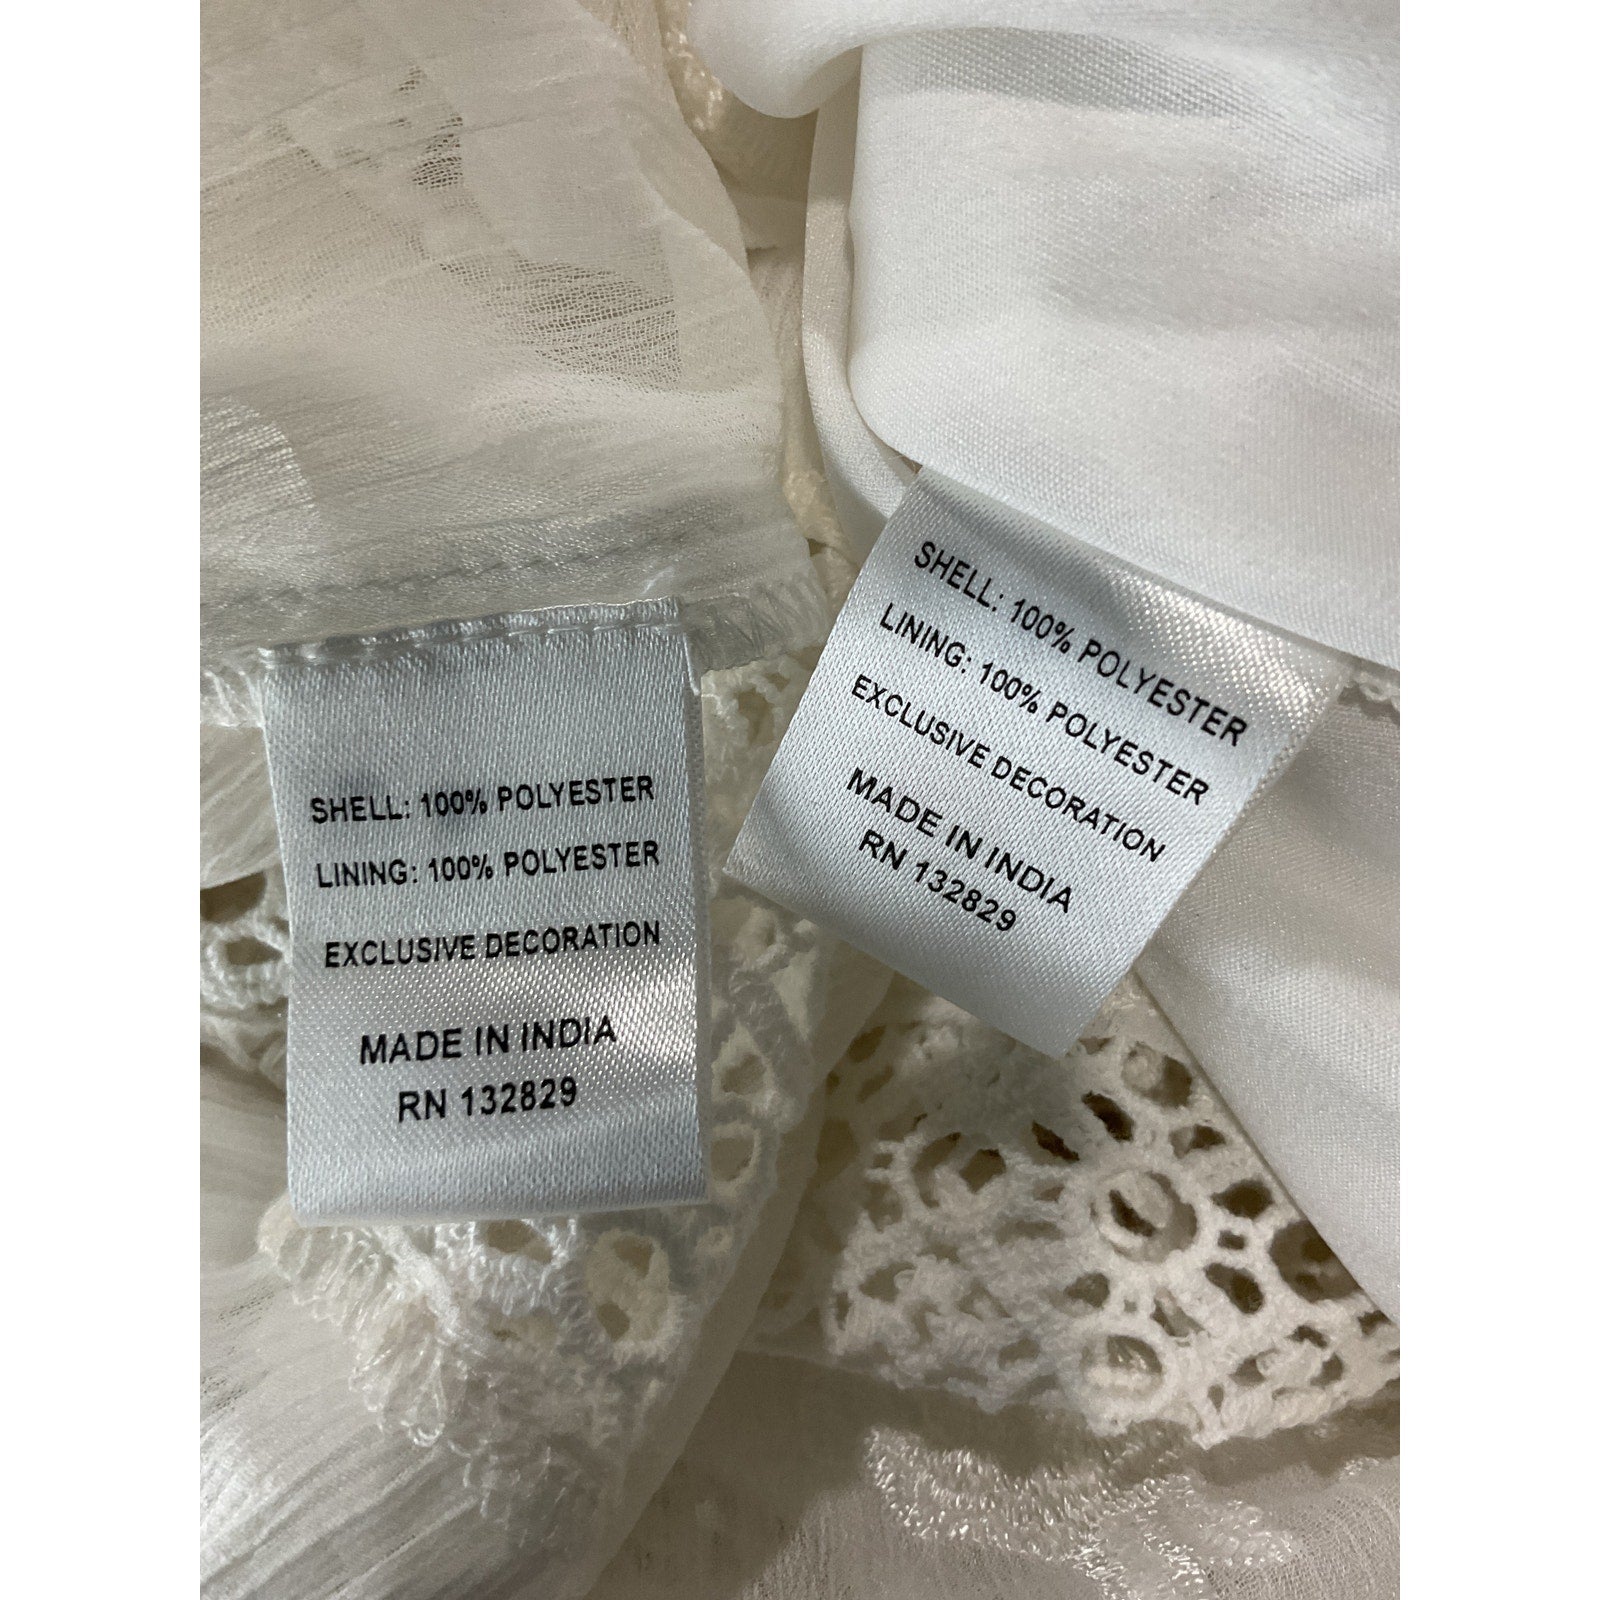 SHELL: 100% POLYESTER
LINING: 100% POLYESTER
EXCLUSIVE DECORATION
MADE IN INDIA
RN 132829
SHELL: 100% POLYESTER
LINING: 100% POLYESTER
EXCLUSIVE DECORATION
MADE IN INDIA
RN 132829